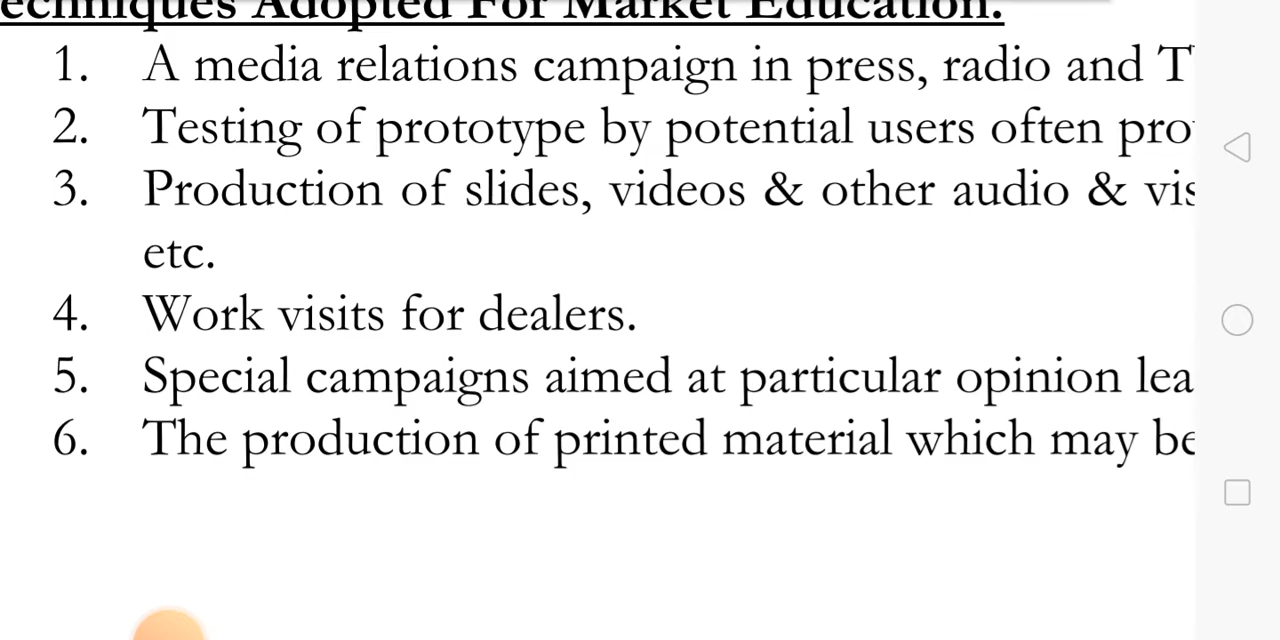 echniques Adopted For Market Education:
1. A media relations campaign in press, radio and T
2. Testing of prototype by potential users often pro
3. Production of slides, videos & other audio & vis
etc.
4. Work visits for dealers.
5. Special campaigns aimed at particular opinion lea
6. The production of printed material which may be